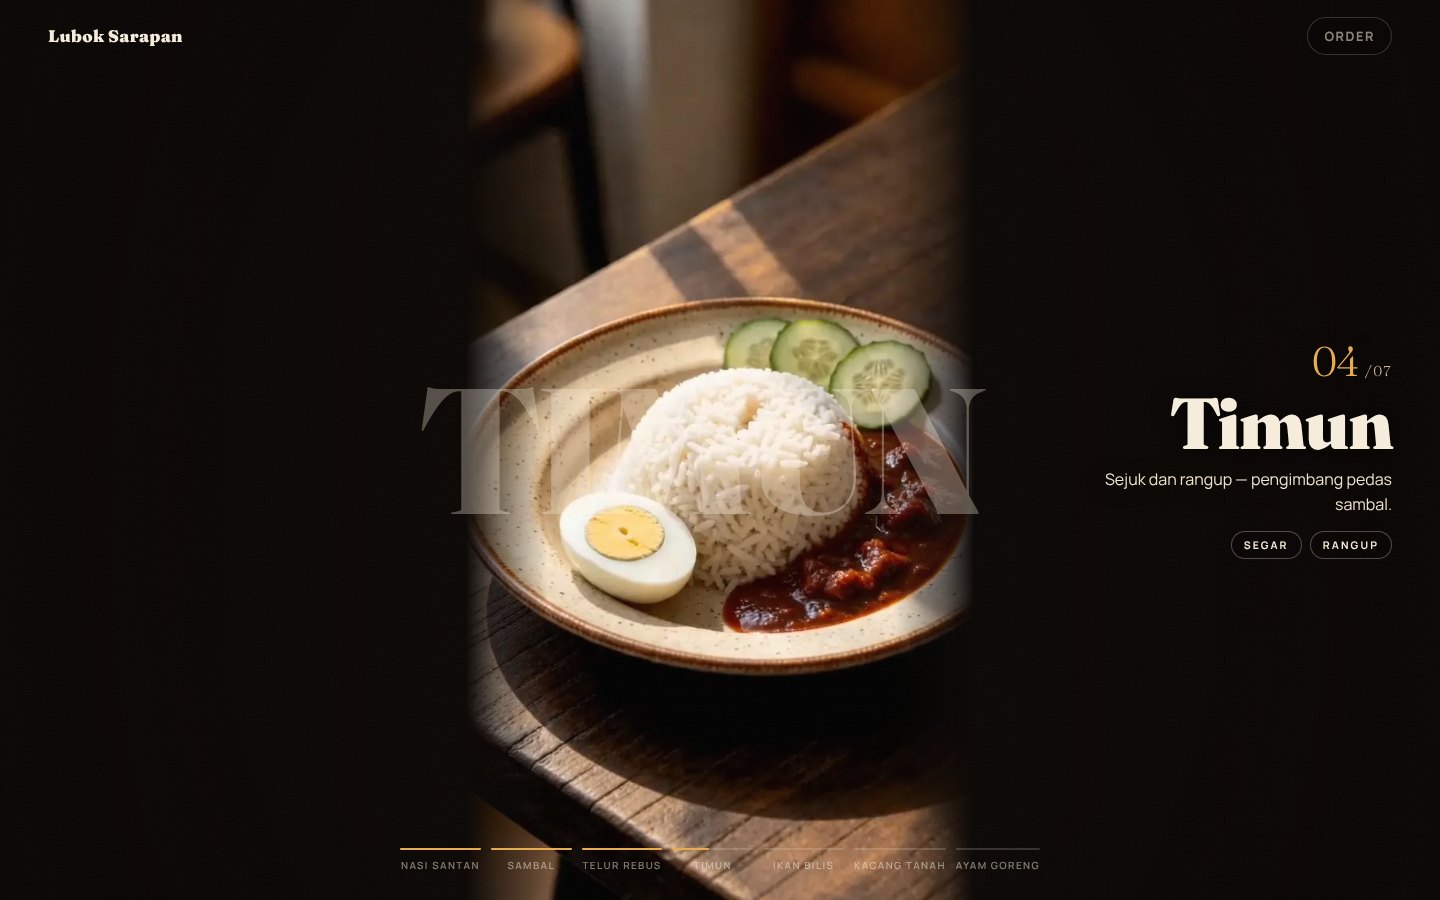 Lubok Sarapan
ORDER
TIMUN
04 /07
Timun
Sejuk dan rangup — pengimbang pedas
sambal.
SEGAR
RANGUP
NASI SANTAN
SAMBAL
TELUR REBUS
TIMUN
IKAN BILIS
KACANG TANAH
AYAM GORENG